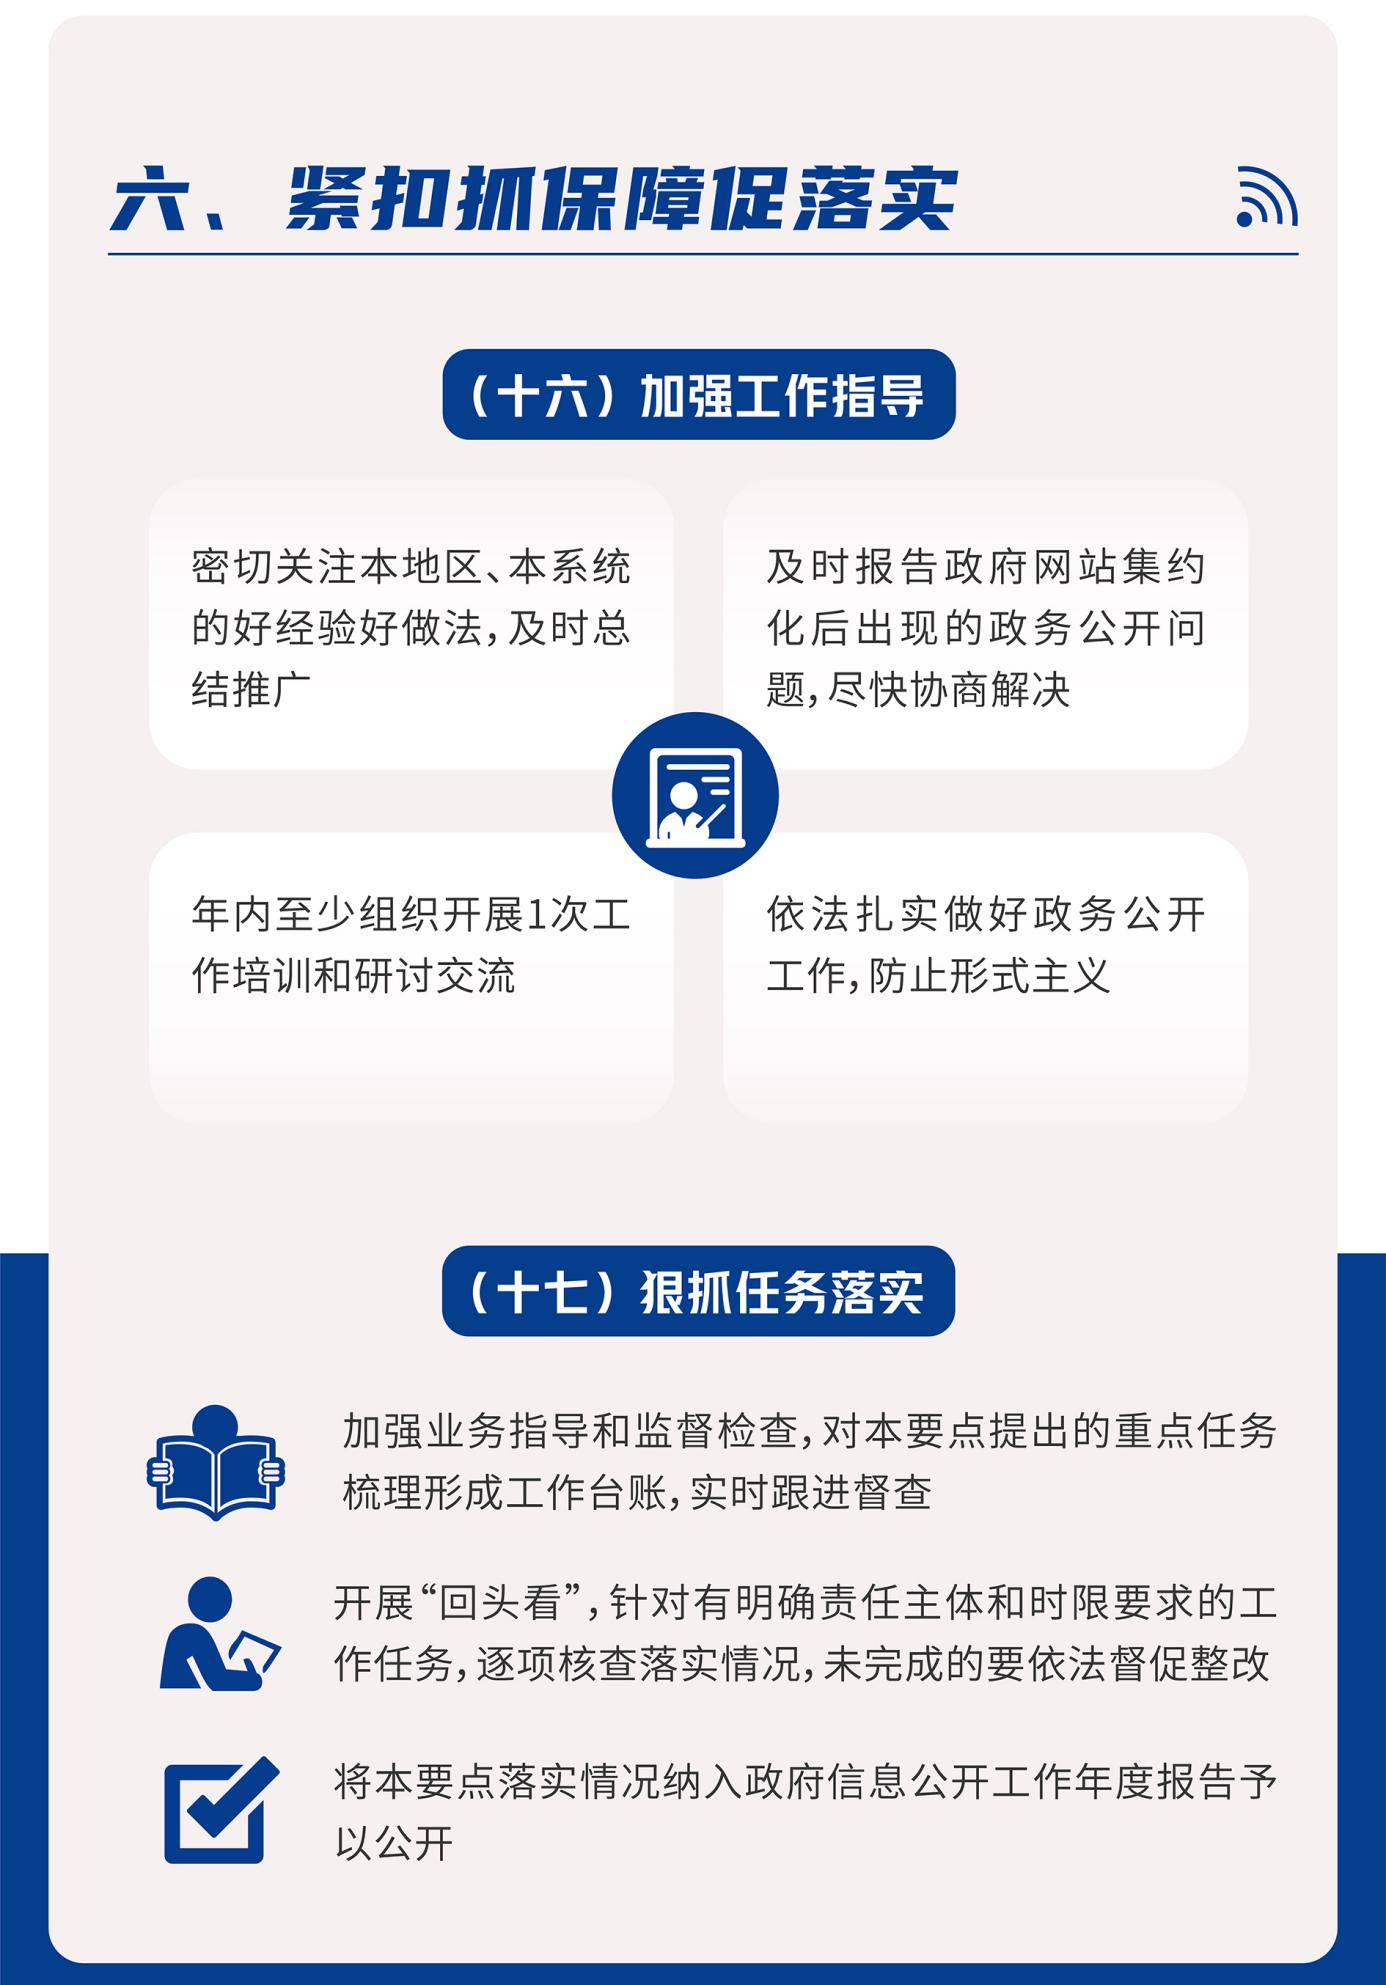 六、紧扣抓保障促落实
（十六）加强工作指导
密切关注本地区、本系统
的好经验好做法，及时总
结推广
及时报告政府网站集约
化后出现的政务公开问
题，尽快协商解决
年内至少组织开展1次工
作培训和研讨交流
依法扎实做好政务公开
工作，防止形式主义
（十七）狠抓任务落实
加强业务指导和监督检查，对本要点提出的重点任务
梳理形成工作台账，实时跟进督查
开展“回头看”，针对有明确责任主体和时限要求的工
作任务，逐项核查落实情况，未完成的要依法督促整改
将本要点落实情况纳入政府信息公开工作年度报告予
以公开